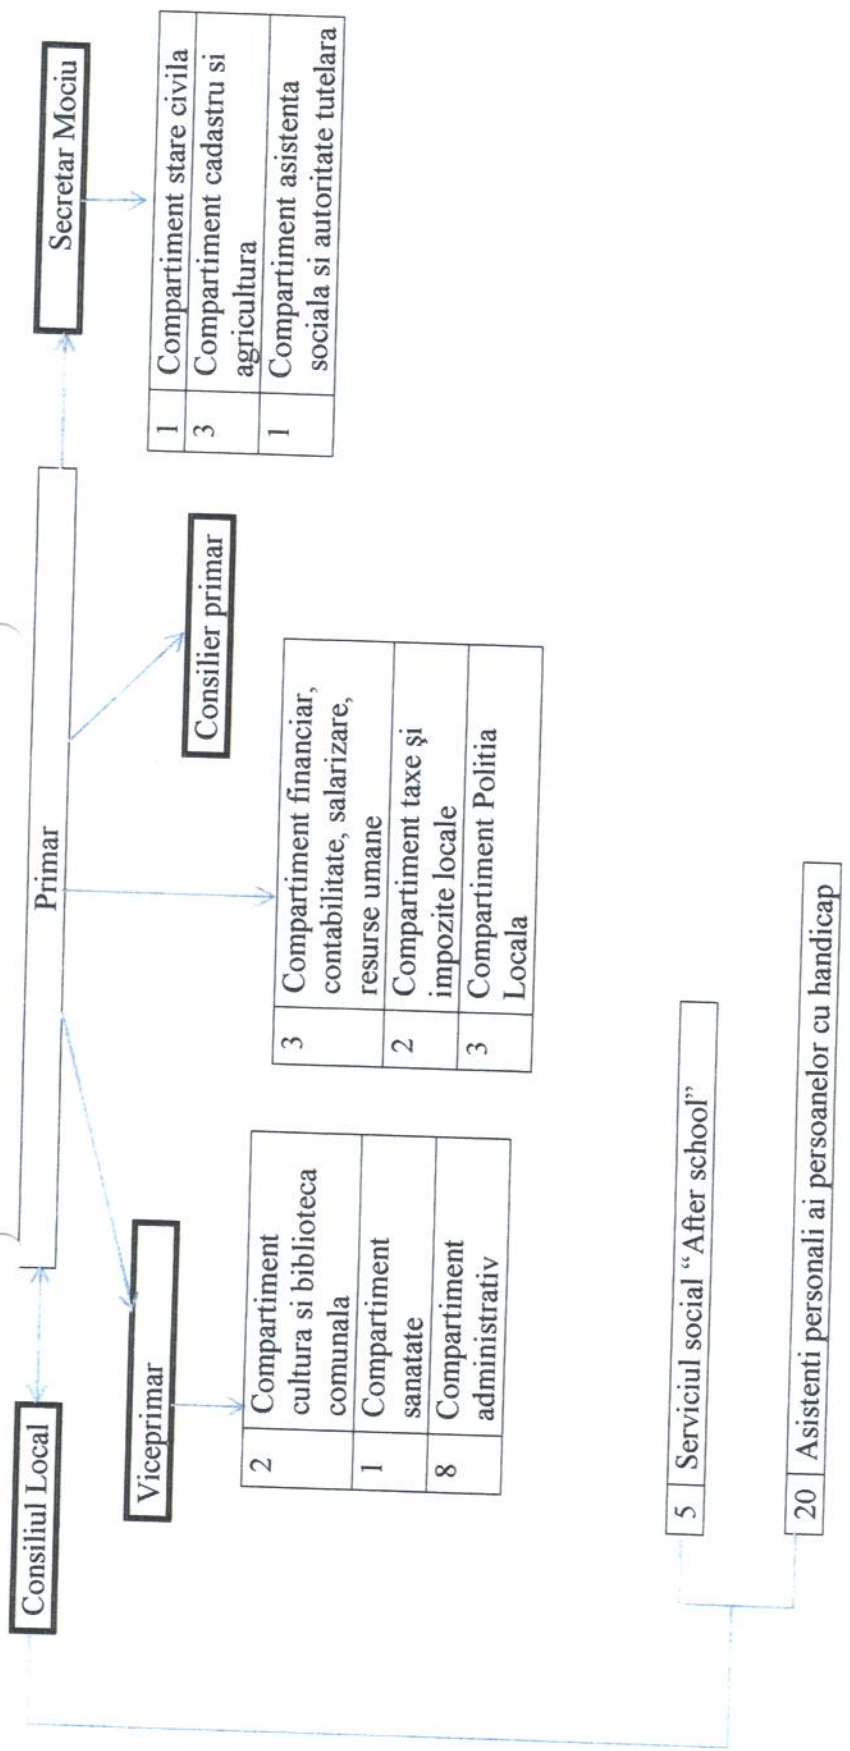 Consiliul Local
Primar
Secretar Mociu
Viceprimar
Consilier primar
2 Compartiment
cultura si biblioteca
comunala
1 Compartiment
sanatate
8 Compartiment
administrativ
3 Compartiment financiar,
contabilitate, salarizare,
resurse umane
2 Compartiment taxe şi
impozite locale
3 Compartiment Politia
Locala
1 Compartiment stare civila
3 Compartiment cadastru si
agricultura
1 Compartiment asistenta
sociala si autoritate tutelara
5 Serviciul social “After school”
20 Asistenti personali ai persoanelor cu handicap